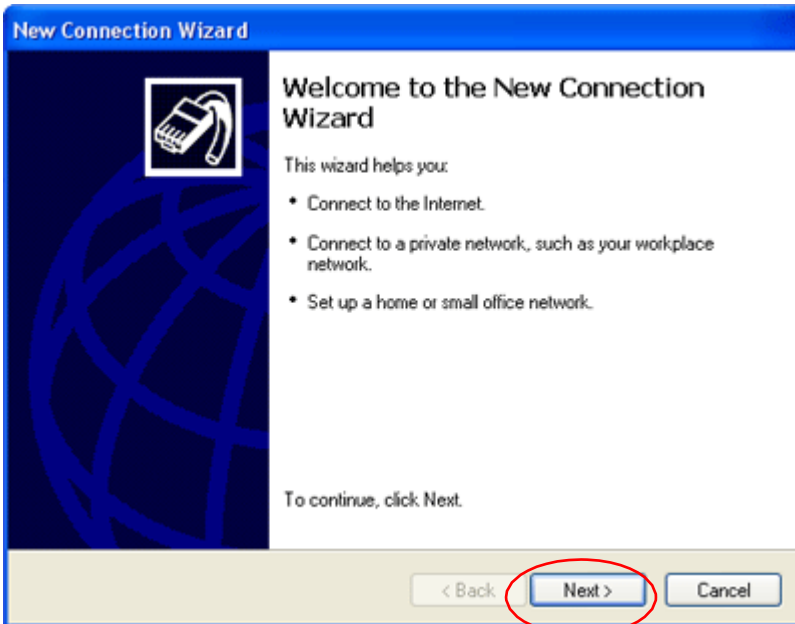 New Connection Wizard
Welcome to the New Connection
Wizard
This wizard helps you:
• Connect to the Internet.
• Connect to a private network, such as your workplace
network.
• Set up a home or small office network.
To continue, click Next.
< Back
Next >
Cancel